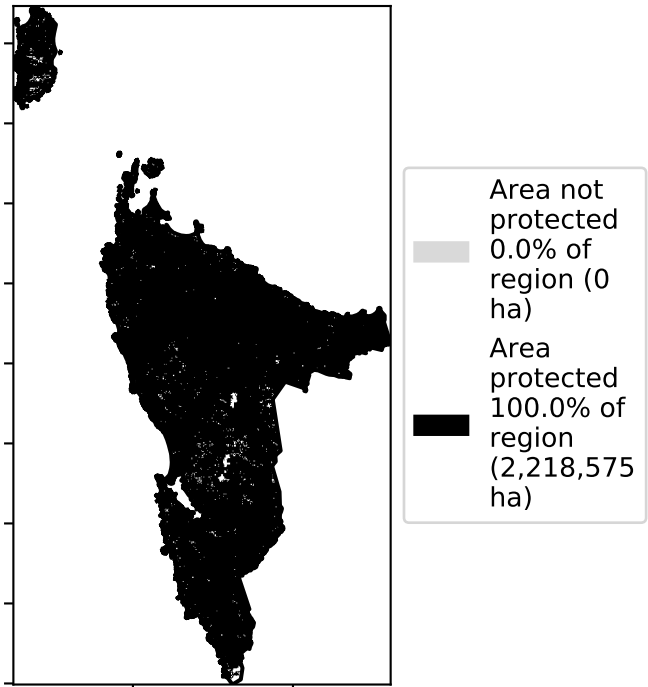 Area not
protected
0.0% of
region (0
ha)
Area
protected
100.0% of
region
(2,218,575
ha)